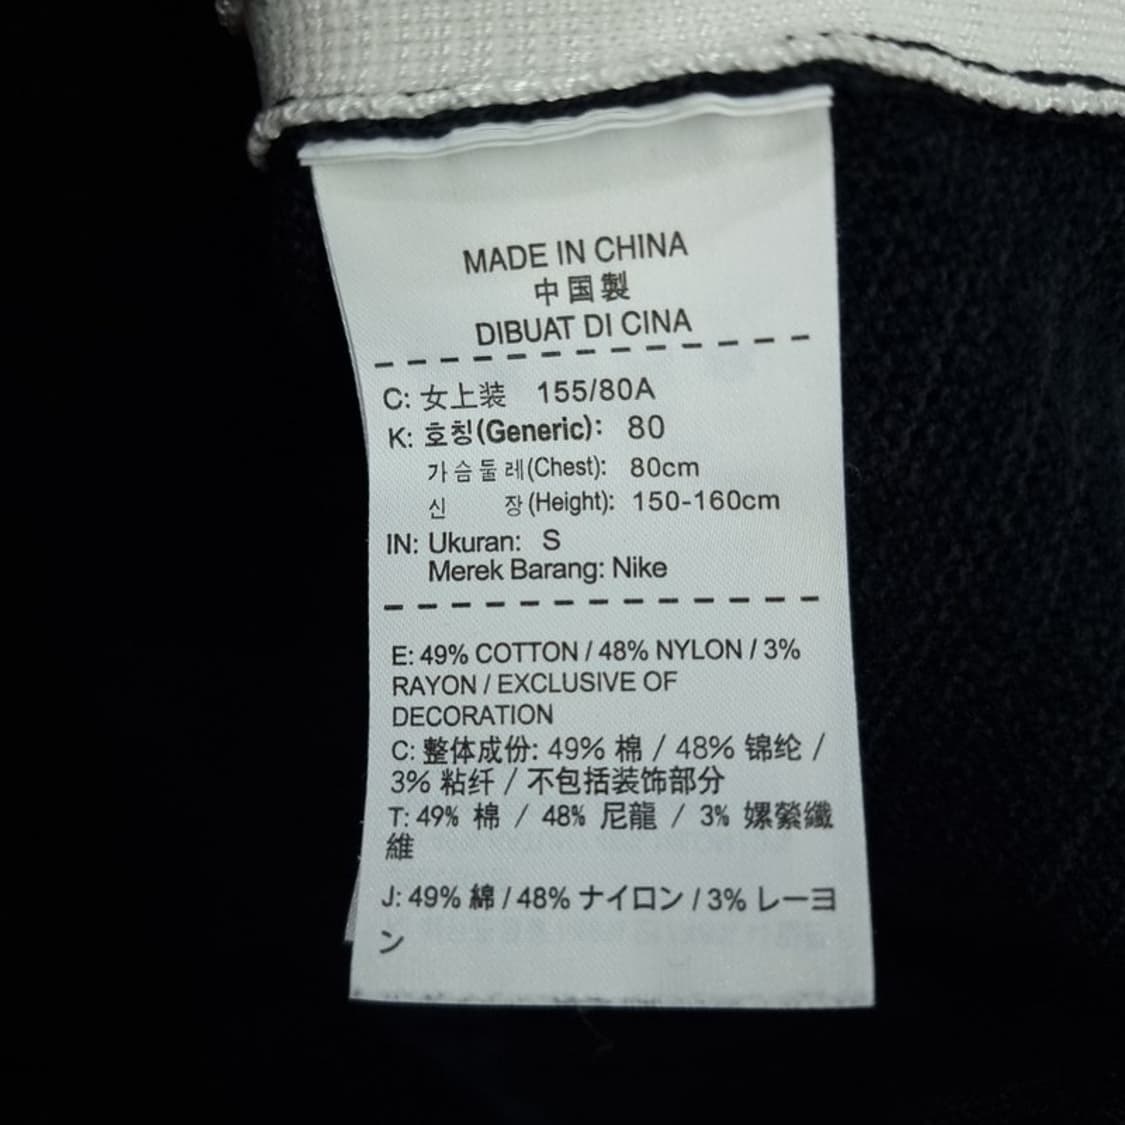 MADE IN CHINA
中国製
DIBUAT DI CINA
C: 女上装 155/80A
K: 호칭(Generic): 80
가슴둘레(Chest): 80cm
신 장(Height): 150-160cm
IN: Ukuran: S
Merek Barang: Nike
E: 49% COTTON / 48% NYLON / 3%
RAYON / EXCLUSIVE OF
DECORATION
C: 整体成份: 49% 棉 / 48% 锦纶 /
3% 粘纤 / 不包括装饰部分
T: 49% 棉 / 48% 尼龍 / 3% 嫘縈纖
維
J: 49% 綿 / 48% ナイロン / 3% レーヨ
ン